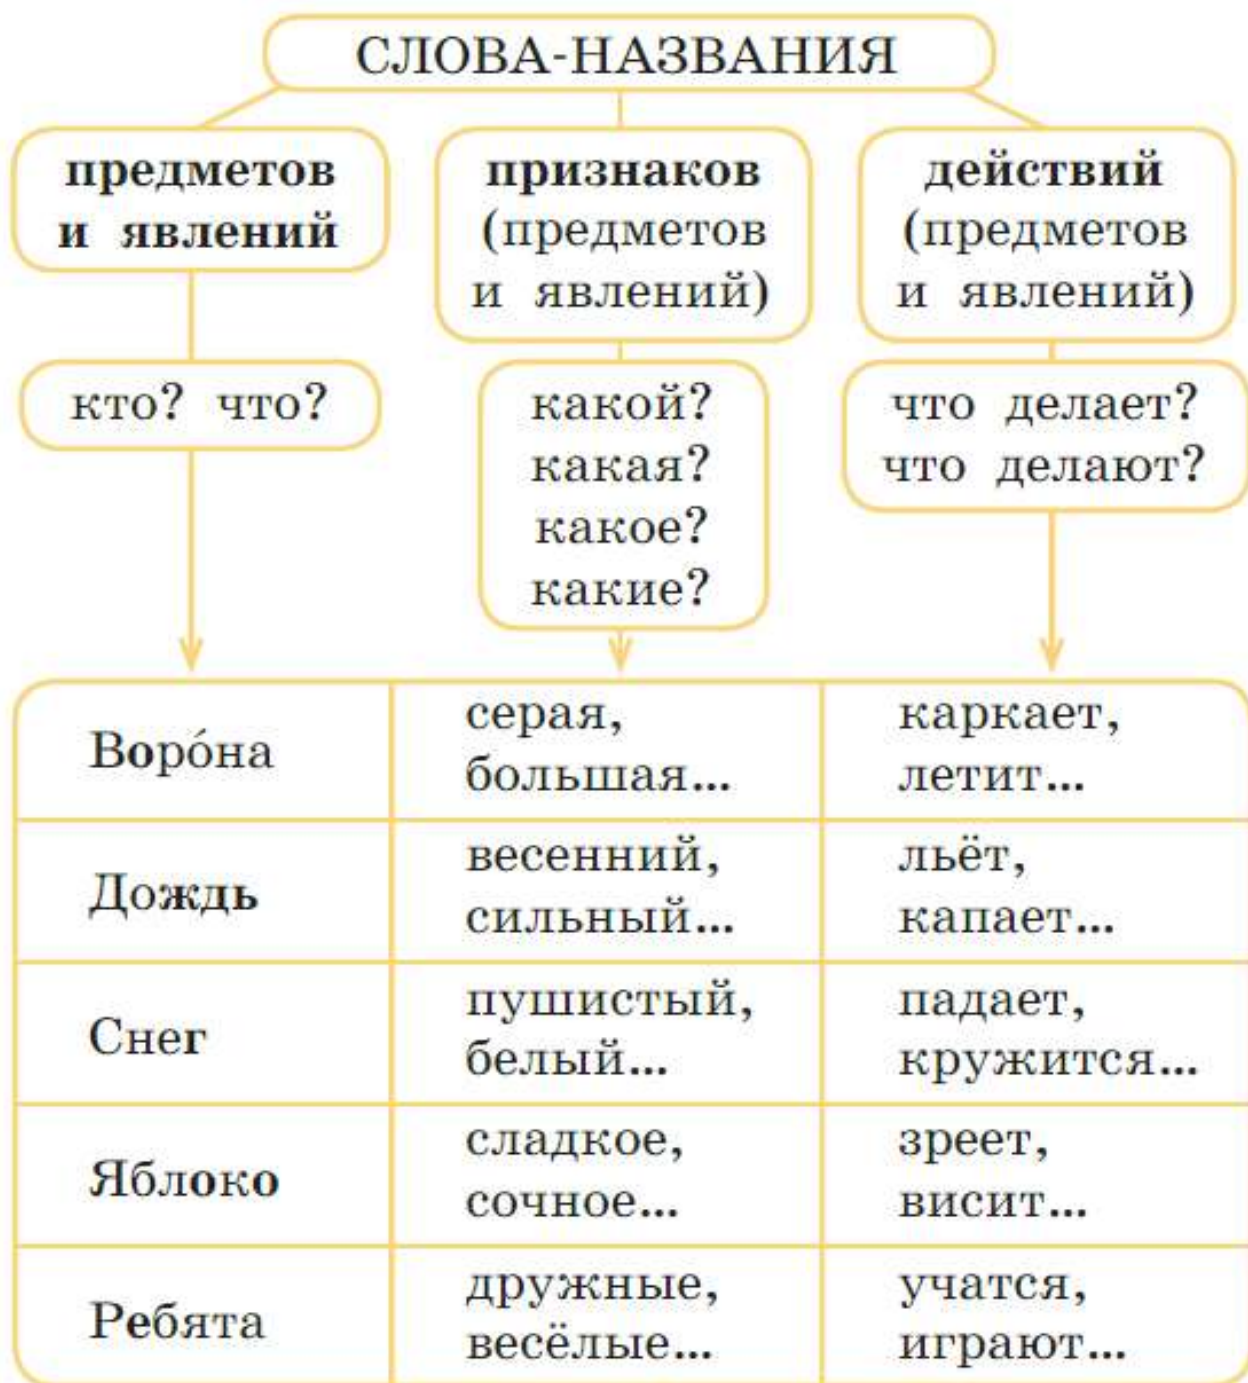 СЛОВА-НАЗВАНИЯ
предметов
и явлений
признаков
(предметов
и явлений)
действий
(предметов
и явлений)
кто? что?
какой?
какая?
какое?
какие?
что делает?
что делают?
Воро́на
серая,
большая...
каркает,
летит...
Дождь
весенний,
сильный...
льёт,
капает...
Снег
пушистый,
белый...
падает,
кружится...
Яблоко
сладкое,
сочное...
зреет,
висит...
Ребята
дружные,
весёлые...
учатся,
играют...